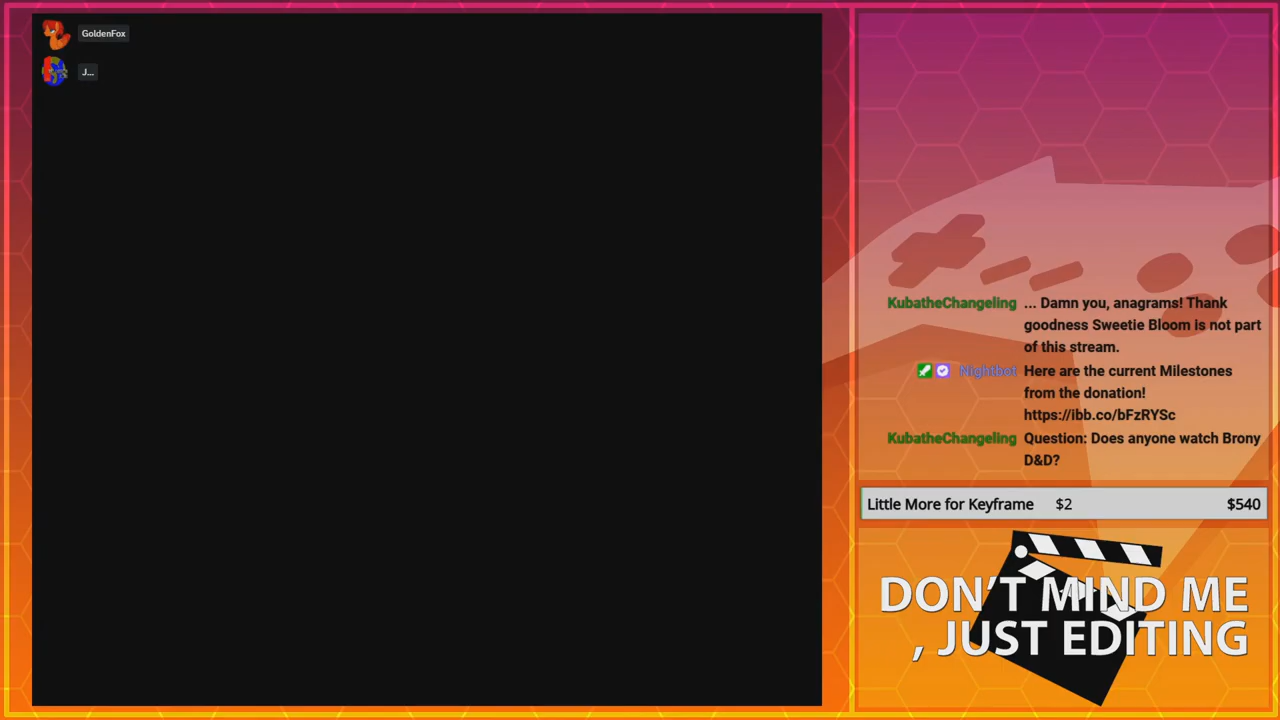 GoldenFox
J...
KubatheChangeling ... Damn you, anagrams! Thank
goodness Sweetie Bloom is not part
of this stream.
Nightbot Here are the current Milestones
from the donation!
https://ibb.co/bFzRYSc
KubatheChangeling Question: Does anyone watch Brony
D&D?
Little More for Keyframe $2 $540
DON'T MIND ME
, JUST EDITING